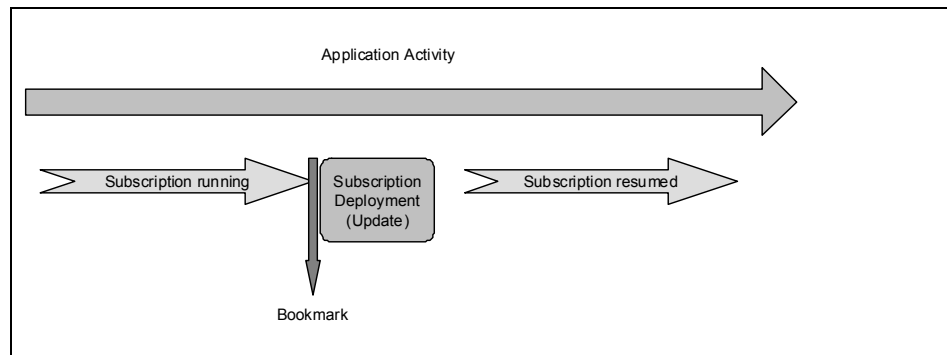 Application Activity
Subscription running
Subscription
Deployment
(Update)
Subscription resumed
Bookmark